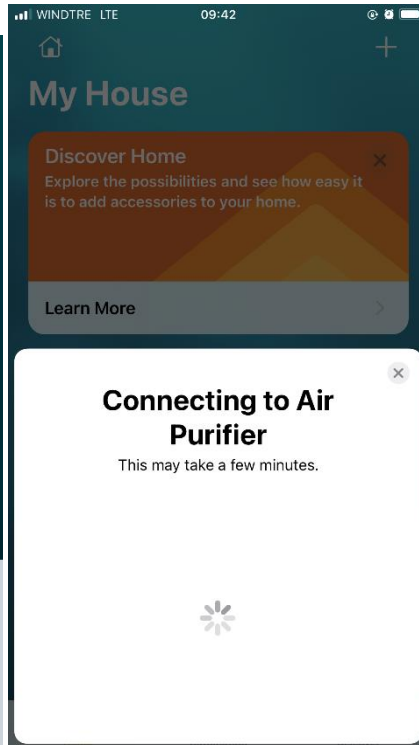 WINDTRE LTE 09:42
My House
Discover Home
Explore the possibilities and see how easy it
is to add accessories to your home.
Learn More
Connecting to Air
Purifier
This may take a few minutes.